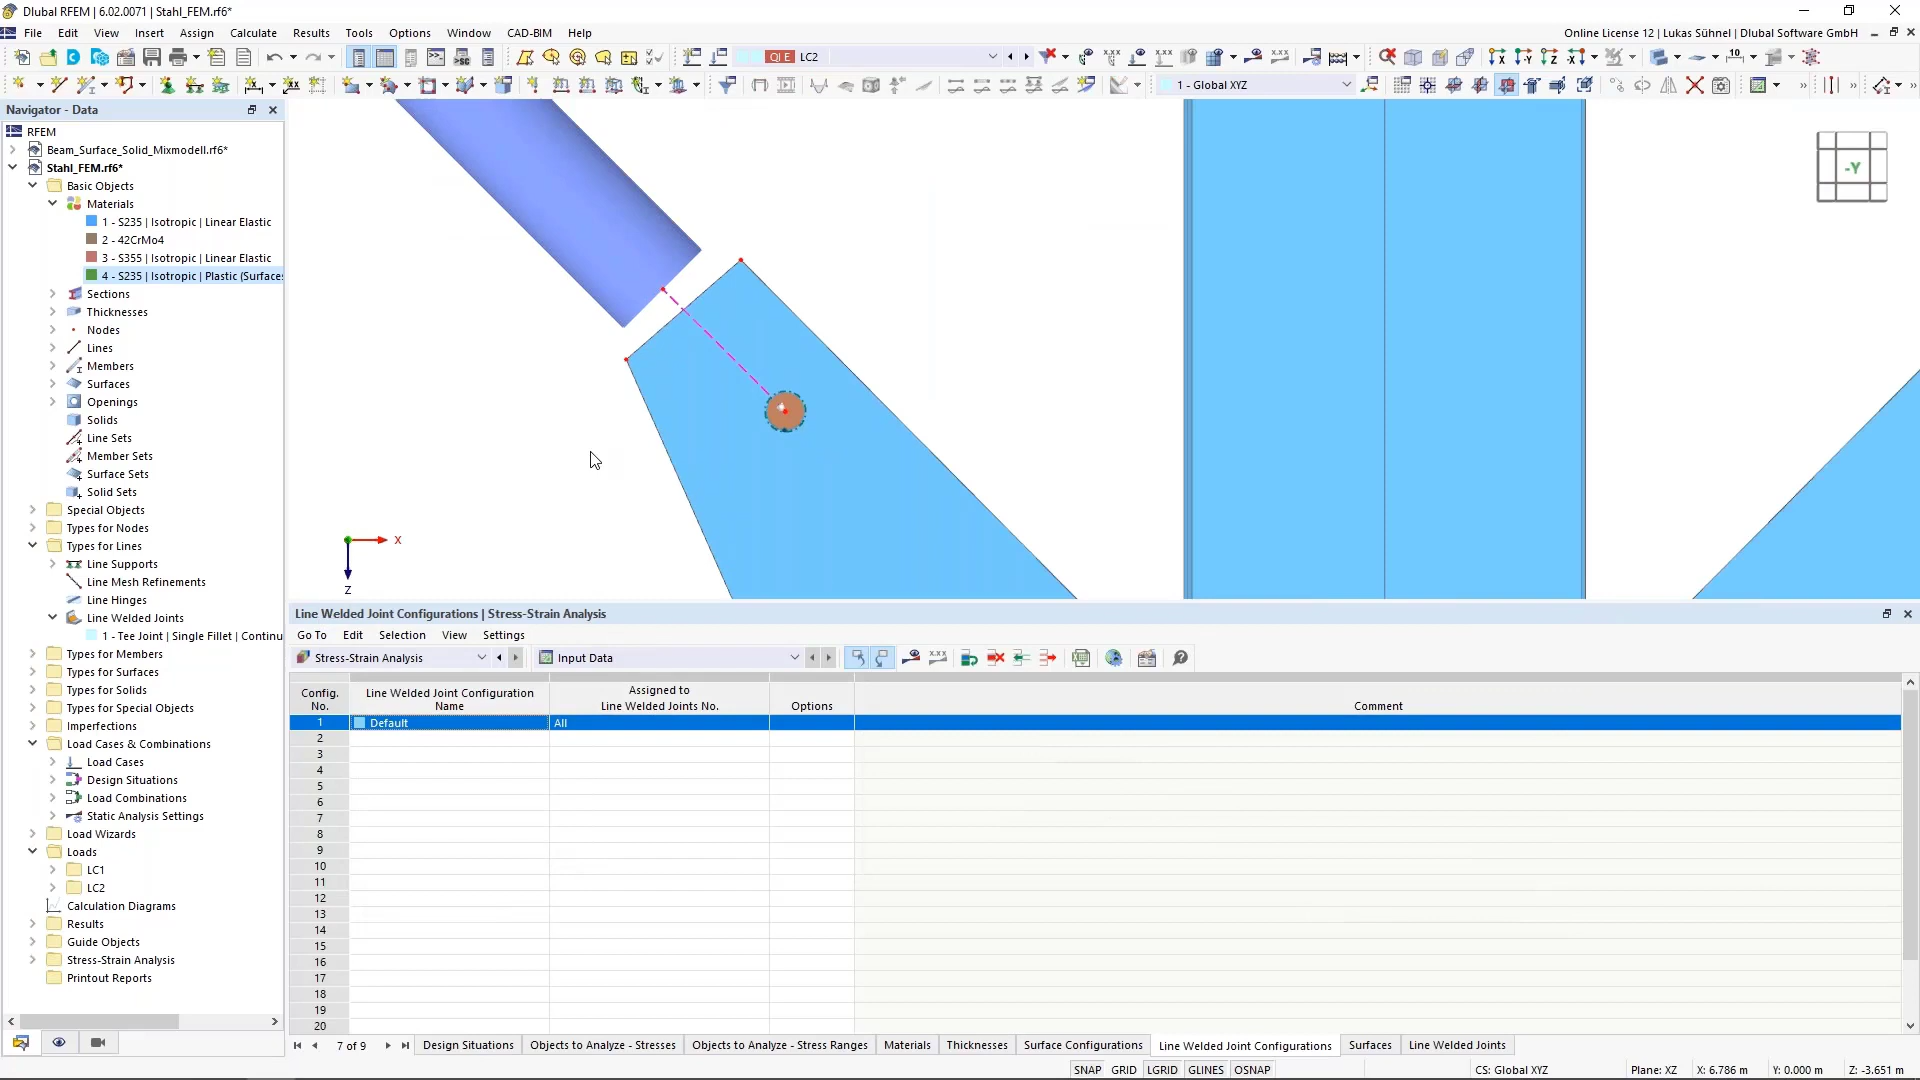 Dlubal RFEM | 6.02.0071 | Stahl_FEM.rf6*
File Edit View Insert Assign Calculate Results Tools Options Window CAD-BIM Help
Online License 12 | Lukas Sühnel | Dlubal Software GmbH
QI E LC2
1 - Global XYZ
Navigator - Data
RFEM
Beam_Surface_Solid_Mixmodell.rf6*
Stahl_FEM.rf6*
Basic Objects
Materials
1 - S235 | Isotropic | Linear Elastic
2 - 42CrMo4
3 - S355 | Isotropic | Linear Elastic
4 - S235 | Isotropic | Plastic (Surfaces
Sections
Thicknesses
Nodes
Lines
Members
Surfaces
Openings
Solids
Line Sets
Member Sets
Surface Sets
Solid Sets
Special Objects
Types for Nodes
Types for Lines
Line Supports
Line Mesh Refinements
Line Hinges
Line Welded Joints
1 - Tee Joint | Single Fillet | Continu
Types for Members
Types for Surfaces
Types for Solids
Types for Special Objects
Imperfections
Load Cases & Combinations
Load Cases
Design Situations
Load Combinations
Static Analysis Settings
Load Wizards
Loads
LC1
LC2
Calculation Diagrams
Results
Guide Objects
Stress-Strain Analysis
Printout Reports
-Y
X
Z
Line Welded Joint Configurations | Stress-Strain Analysis
Go To Edit Selection View Settings
Stress-Strain Analysis
Input Data
Config. No.
Line Welded Joint Configuration Name
Assigned to Line Welded Joints No.
Options
Comment
1 Default All
2
3
4
5
6
7
8
9
10
11
12
13
14
15
16
17
18
19
20
7 of 9
Design Situations
Objects to Analyze - Stresses
Objects to Analyze - Stress Ranges
Materials
Thicknesses
Surface Configurations
Line Welded Joint Configurations
Surfaces
Line Welded Joints
SNAP GRID LGRID GLINES OSNAP
CS: Global XYZ
Plane: XZ
X: 6.786 m
Y: 0.000 m
Z: -3.651 m